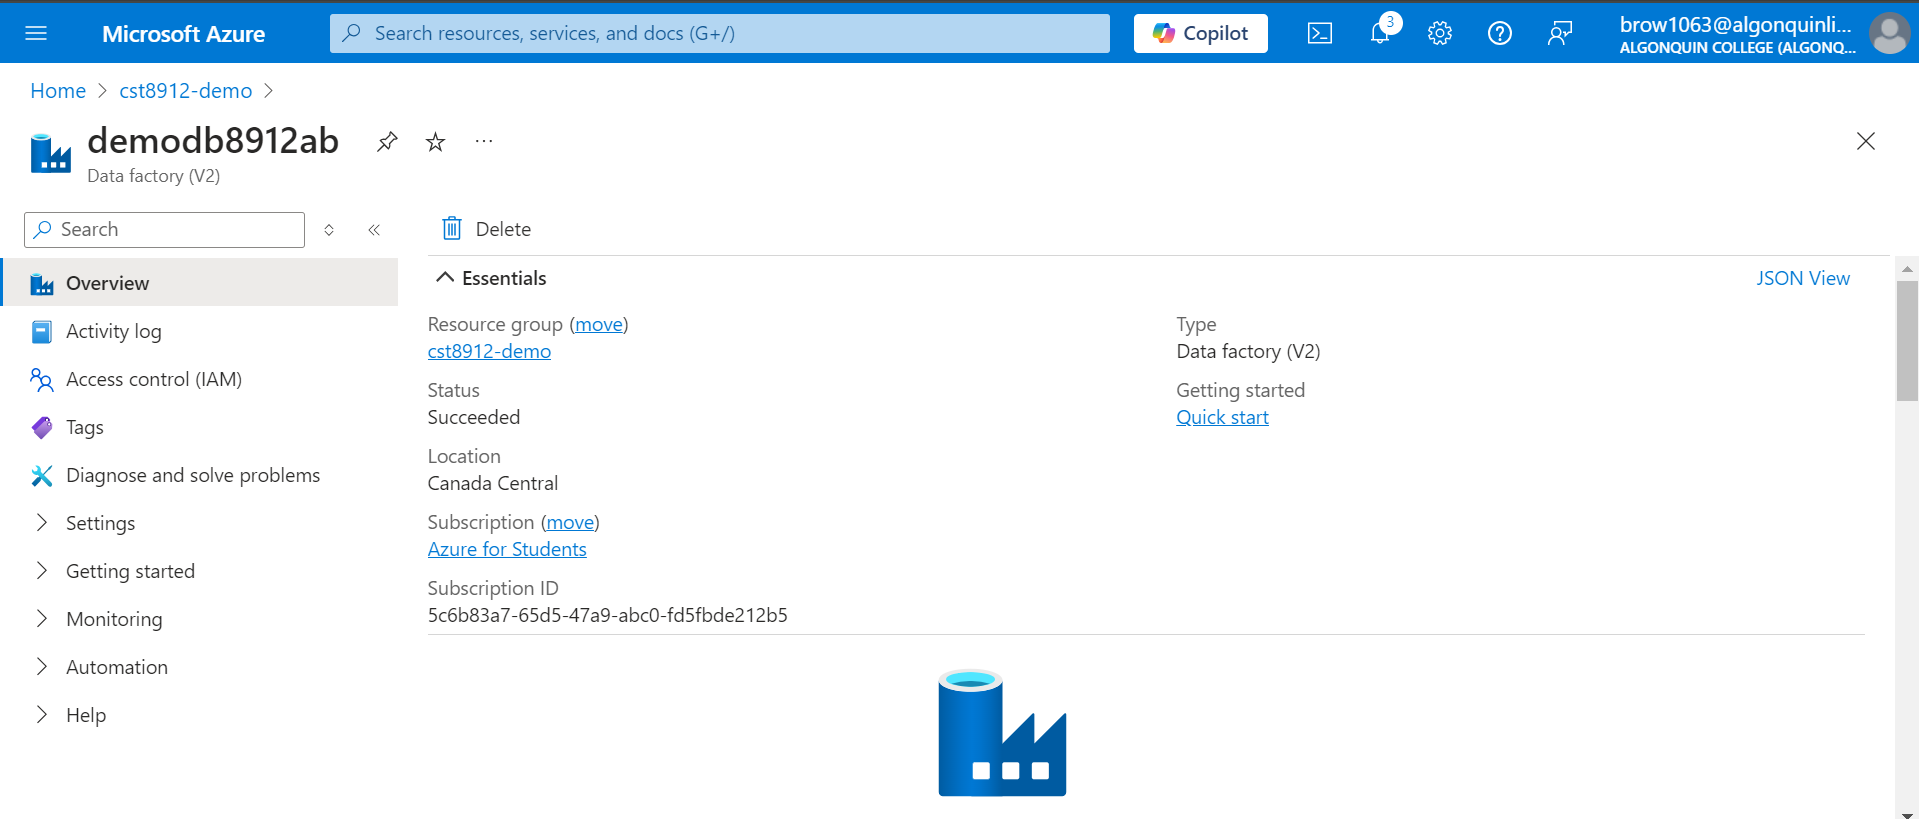 Microsoft Azure
Search resources, services, and docs (G+/)
Copilot
3
brow1063@algonquinli...
ALGONQUIN COLLEGE (ALGONQ...
Home > cst8912-demo >
demodb8912ab
Data factory (V2)
Search
Delete
Overview
Activity log
Access control (IAM)
Tags
Diagnose and solve problems
Settings
Getting started
Monitoring
Automation
Help
Essentials
JSON View
Resource group (move)
cst8912-demo
Status
Succeeded
Location
Canada Central
Subscription (move)
Azure for Students
Subscription ID
5c6b83a7-65d5-47a9-abc0-fd5fbde212b5
Type
Data factory (V2)
Getting started
Quick start